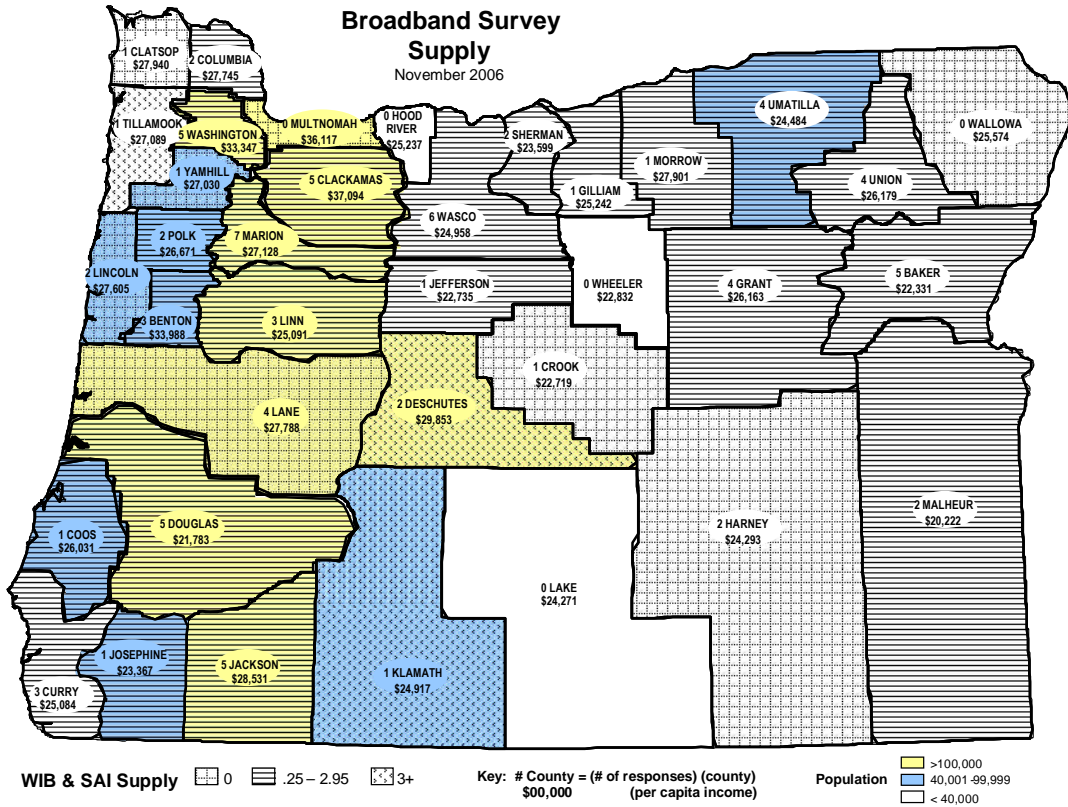 Broadband Survey
Supply
November 2006
1 CLATSOP
$27,940
2 COLUMBIA
$27,745
1 TILLAMOOK
$27,089
5 WASHINGTON
$33,347
0 MULTNOMAH
$36,117
0 HOOD
RIVER
$25,237
2 SHERMAN
$23,599
4 UMATILLA
$24,484
0 WALLOWA
$25,574
1 YAMHILL
$27,030
5 CLACKAMAS
$37,094
1 GILLIAM
$25,242
1 MORROW
$27,901
4 UNION
$26,179
2 POLK
$26,671
7 MARION
$27,128
6 WASCO
$24,958
2 LINCOLN
$27,605
1 JEFFERSON
$22,735
0 WHEELER
$22,832
4 GRANT
$26,163
5 BAKER
$22,331
3 BENTON
$33,988
3 LINN
$25,091
1 CROOK
$22,719
4 LANE
$27,788
2 DESCHUTES
$29,853
1 COOS
$26,031
5 DOUGLAS
$21,783
2 HARNEY
$24,293
2 MALHEUR
$20,222
0 LAKE
$24,271
3 CURRY
$25,084
1 JOSEPHINE
$23,367
5 JACKSON
$28,531
1 KLAMATH
$24,917
WIB & SAI Supply 0 .25 – 2.95 3+
Key: # County = (# of responses) (county)
$00,000 (per capita income)
Population
>100,000
40,001-99,999
< 40,000